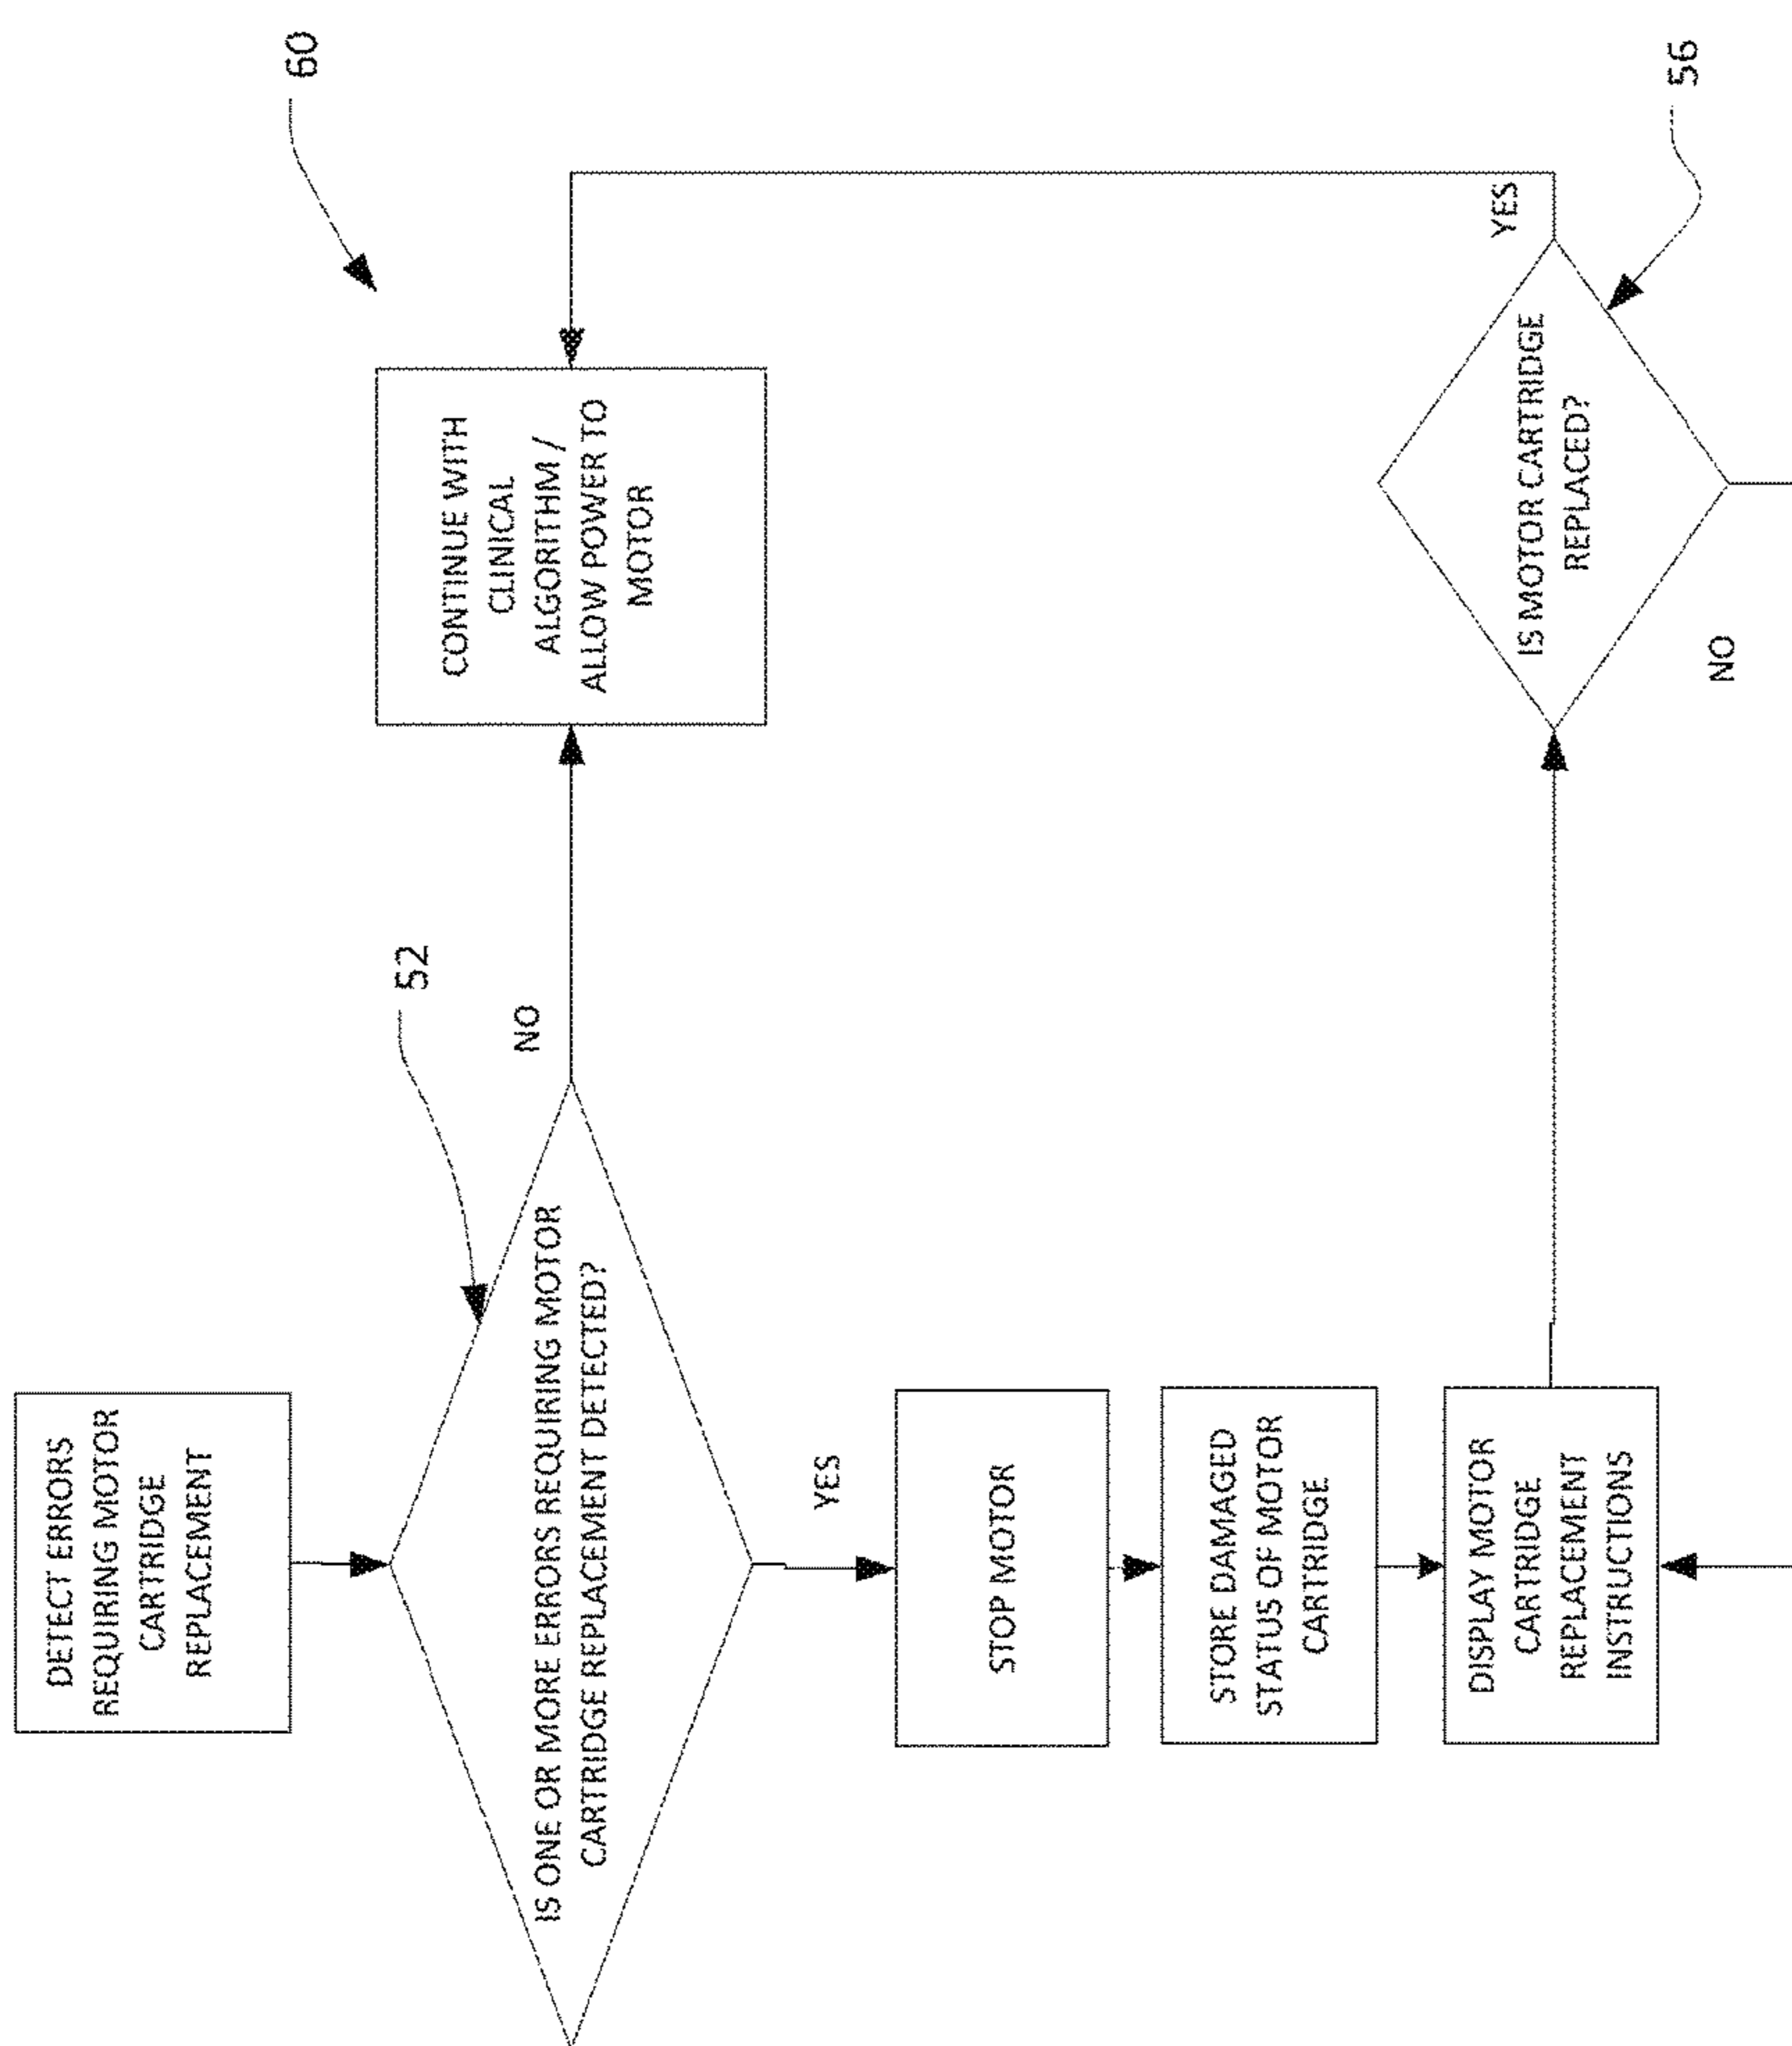 60
DETECT ERRORS
REQUIRING MOTOR
CARTRIDGE
REPLACEMENT
52
IS ONE OR MORE ERRORS REQUIRING MOTOR
CARTRIDGE REPLACEMENT DETECTED?
NO
CONTINUE WITH
CLINICAL
ALGORITHM /
ALLOW POWER TO
MOTOR
YES
STOP MOTOR
STORE DAMAGED
STATUS OF MOTOR
CARTRIDGE
DISPLAY MOTOR
CARTRIDGE
REPLACEMENT
INSTRUCTIONS
IS MOTOR CARTRIDGE
REPLACED?
YES
56
NO